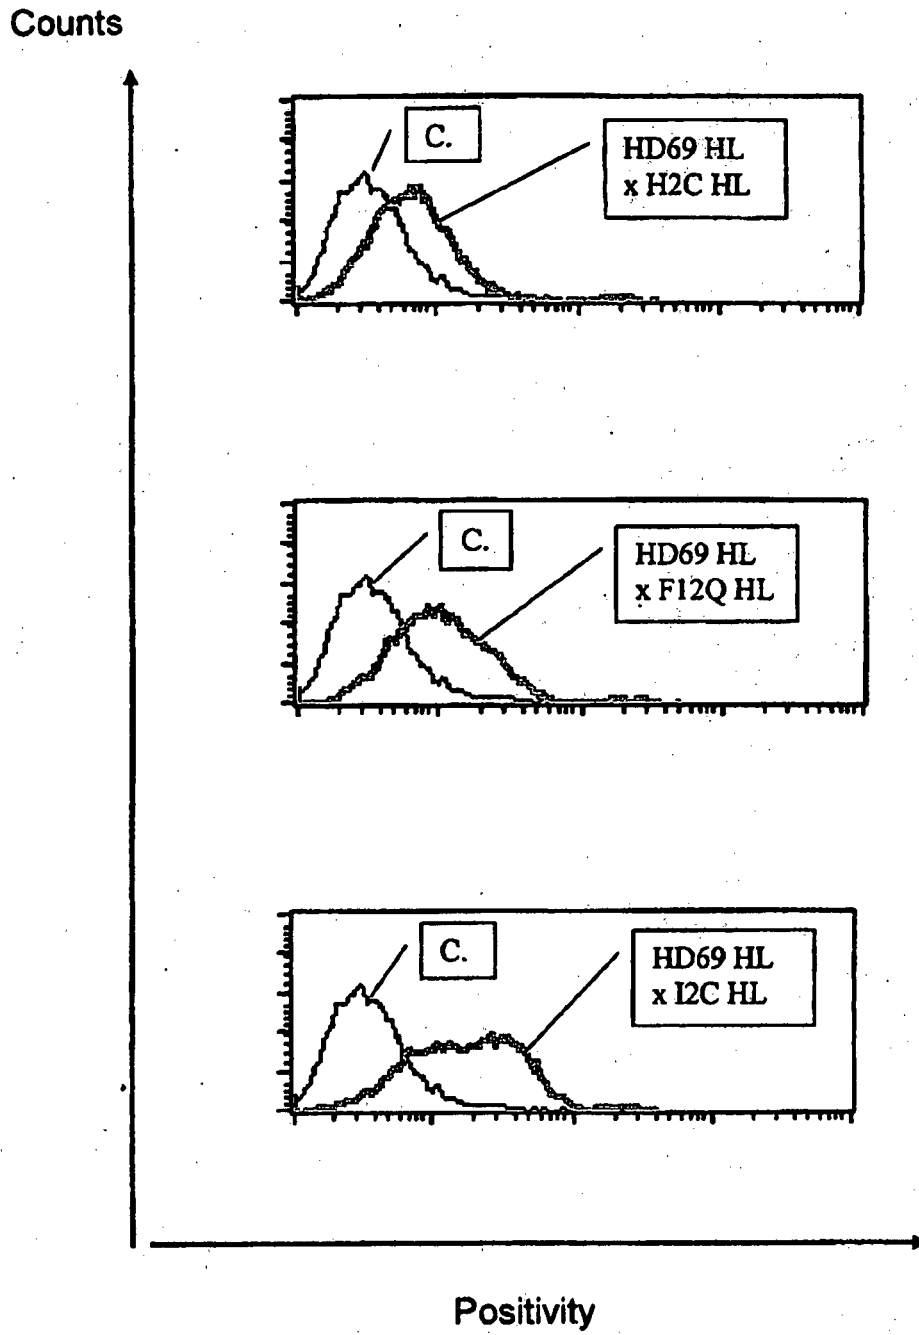 Counts
C.
HD69 HL
x H2C HL
C.
HD69 HL
x F12Q HL
C.
HD69 HL
x I2C HL
Positivity